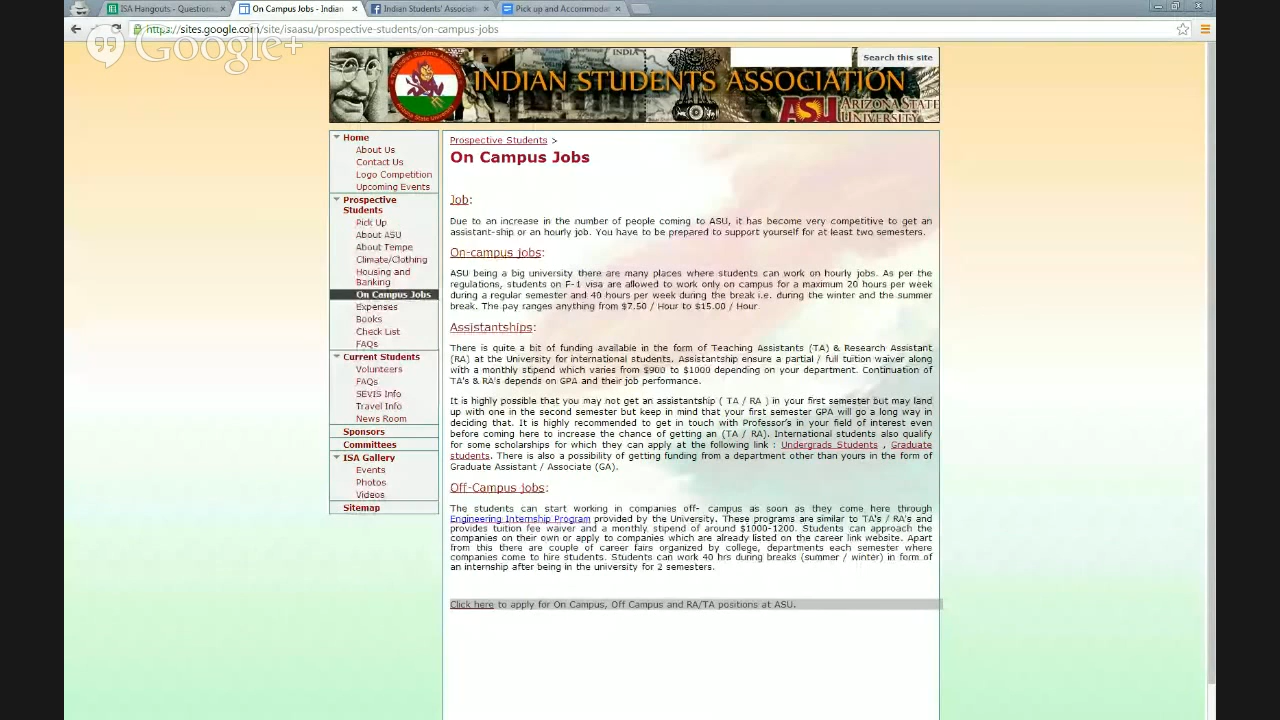 ISA Hangouts - Question
On Campus Jobs - Indian
Indian Students' Associati
Pick up and Accommoda
https://sites.google.com/site/isaasu/prospective-students/on-campus-jobs
Google+
Search this site
INDIAN STUDENTS ASSOCIATION
INDIA
ASU ARIZONA STATE
UNIVERSITY
Home
About Us
Contact Us
Logo Competition
Upcoming Events
Prospective
Students
Pick Up
About ASU
About Tempe
Climate/Clothing
Housing and
Banking
On Campus Jobs
Expenses
Books
Check List
FAQs
Current Students
Volunteers
FAQs
SEVIS Info
Travel Info
News Room
Sponsors
Committees
ISA Gallery
Events
Photos
Videos
Sitemap
Prospective Students >
On Campus Jobs
Job:
Due to an increase in the number of people coming to ASU, it has become very competitive to get an
assistant-ship or an hourly job. You have to be prepared to support yourself for at least two semesters.
On-campus jobs:
ASU being a big university there are many places where students can work on hourly jobs. As per the
regulations, students on F-1 visa are allowed to work only on campus for a maximum 20 hours per week
during a regular semester and 40 hours per week during the break i.e. during the winter and the summer
break. The pay ranges anything from $7.50 / Hour to $15.00 / Hour.
Assistantships:
There is quite a bit of funding available in the form of Teaching Assistants (TA) & Research Assistant
(RA) at the University for international students. Assistantship ensure a partial / full tuition waiver along
with a monthly stipend which varies from $900 to $1000 depending on your department. Continuation of
TA's & RA's depends on GPA and their job performance.
It is highly possible that you may not get an assistantship ( TA / RA ) in your first semester but may land
up with one in the second semester but keep in mind that your first semester GPA will go a long way in
deciding that. It is highly recommended to get in touch with Professor's in your field of interest even
before coming here to increase the chance of getting an (TA / RA). International students also qualify
for some scholarships for which they can apply at the following link : Undergrads Students , Graduate
students. There is also a possibility of getting funding from a department other than yours in the form of
Graduate Assistant / Associate (GA).
Off-Campus jobs:
The students can start working in companies off- campus as soon as they come here through
Engineering Internship Program provided by the University. These programs are similar to TA's / RA's and
provides tuition fee waiver and a monthly stipend of around $1000-1200. Students can approach the
companies on their own or apply to companies which are already listed on the career link website. Apart
from this there are couple of career fairs organized by college, departments each semester where
companies come to hire students. Students can work 40 hrs during breaks (summer / winter) in form of
an internship after being in the university for 2 semesters.
Click here to apply for On Campus, Off Campus and RA/TA positions at ASU.